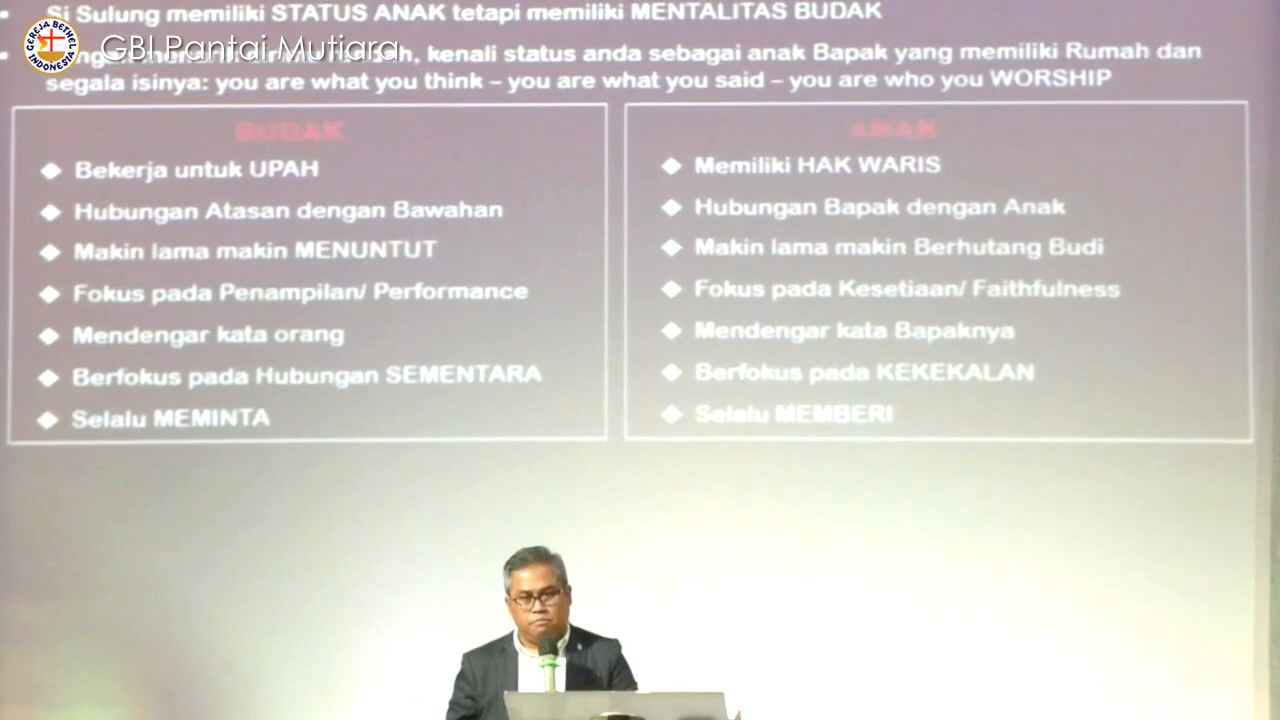 Si Sulung memiliki STATUS ANAK tetapi memiliki MENTALITAS BUDAK
GEREJA BETHEL INDONESIA
GBI Pantai Mutiara
kenali status anda sebagai anak Bapak yang memiliki Rumah dan
segala isinya: you are what you think – you are what you said – you are who you WORSHIP
BUDAK
Bekerja untuk UPAH
Hubungan Atasan dengan Bawahan
Makin lama makin MENUNTUT
Fokus pada Penampilan/ Performance
Mendengar kata orang
Berfokus pada Hubungan SEMENTARA
Selalu MEMINTA
ANAK
Memiliki HAK WARIS
Hubungan Bapak dengan Anak
Makin lama makin Berhutang Budi
Fokus pada Kesetiaan/ Faithfulness
Mendengar kata Bapaknya
Berfokus pada KEKEKALAN
Selalu MEMBERI